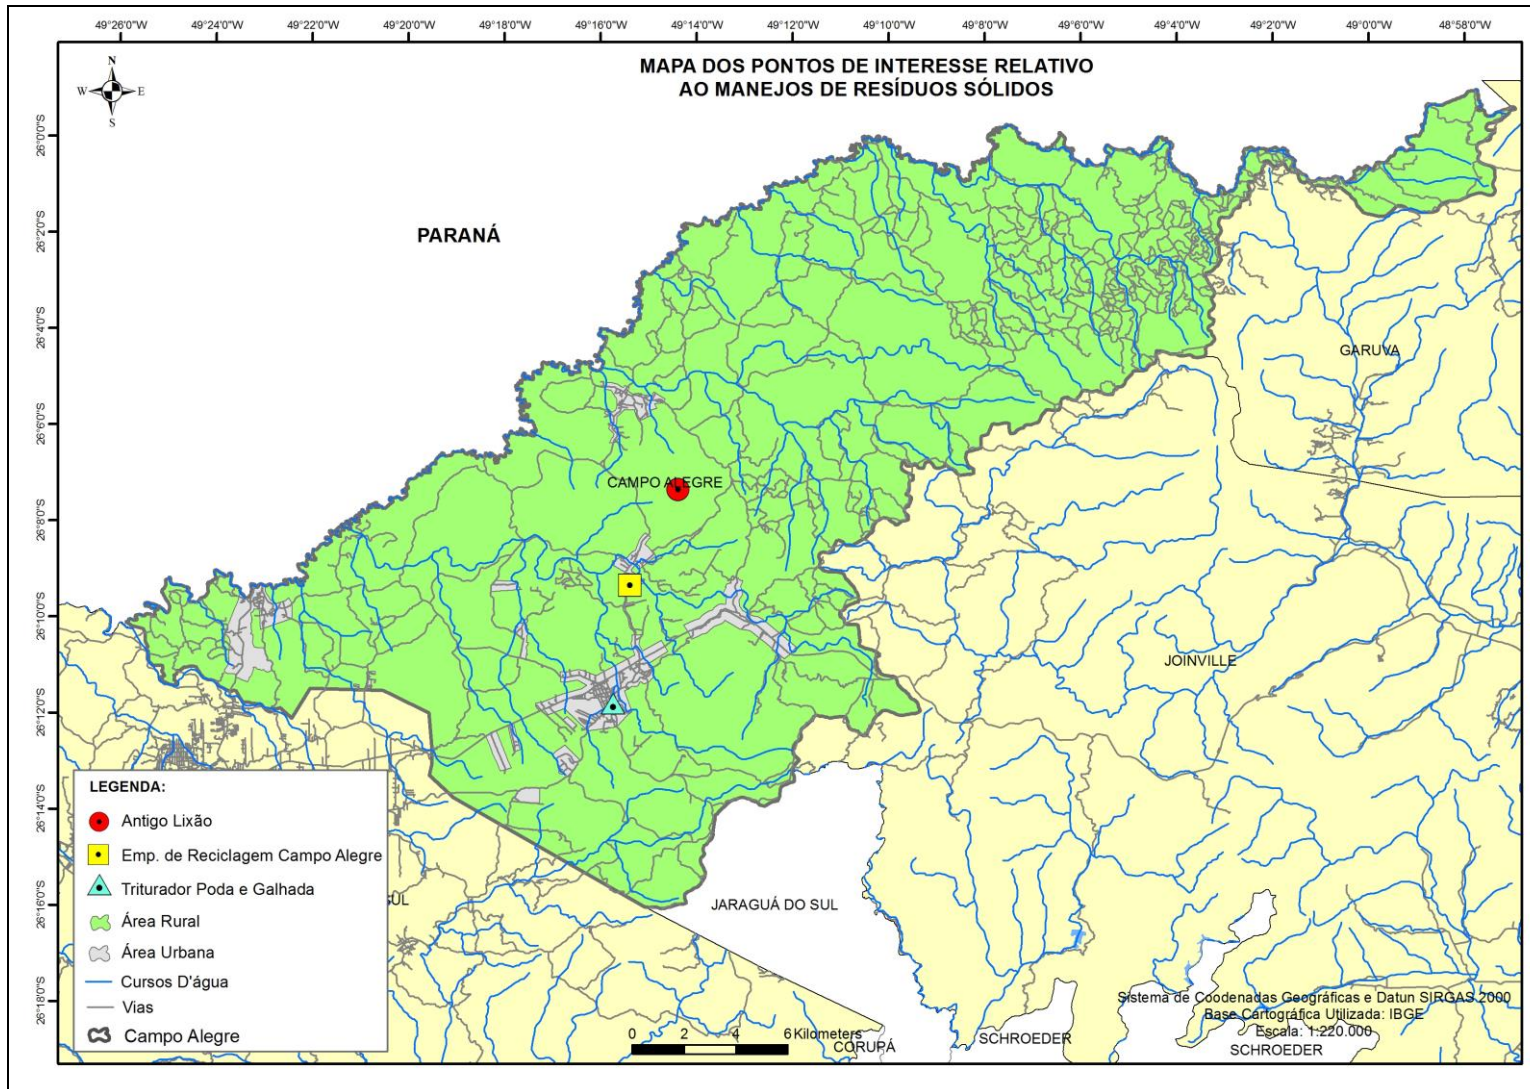 49°26'0"W 49°24'0"W 49°22'0"W 49°20'0"W 49°18'0"W 49°16'0"W 49°14'0"W 49°12'0"W 49°10'0"W 49°8'0"W 49°6'0"W 49°4'0"W 49°2'0"W 49°0'0"W 48°58'0"W
N
W E
S
MAPA DOS PONTOS DE INTERESSE RELATIVO
AO MANEJOS DE RESÍDUOS SÓLIDOS
26°0'0"S
26°2'0"S
26°4'0"S
26°6'0"S
26°8'0"S
26°10'0"S
26°12'0"S
26°14'0"S
26°16'0"S
26°18'0"S
PARANÁ
GARUVA
CAMPO ALEGRE
JOINVILLE
JARAGUÁ DO SUL
LEGENDA:
Antigo Lixão
Emp. de Reciclagem Campo Alegre
Triturador Poda e Galhada
Área Rural
Área Urbana
Cursos D'água
Vias
Campo Alegre
0 2 4 6 Kilometers
CORUPÁ
SCHROEDER
Sistema de Coodenadas Geográficas e Datun SIRGAS 2000
Base Cartográfica Utilizada: IBGE
Escala: 1:220.000
SCHROEDER